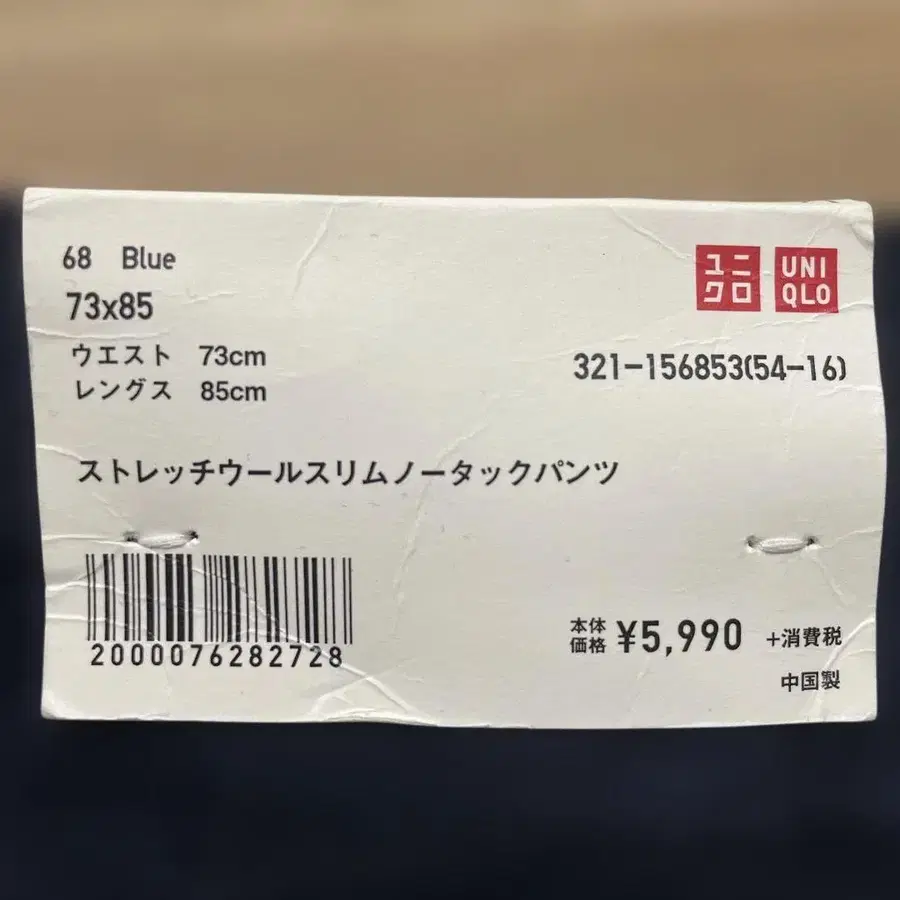 68 Blue
ユニクロ
UNIQLO
73x85
ウエスト 73cm
レングス 85cm
321-156853(54-16)
ストレッチウールスリムノータックパンツ
2000076282728
本体価格 ¥5,990 +消費税
中国製